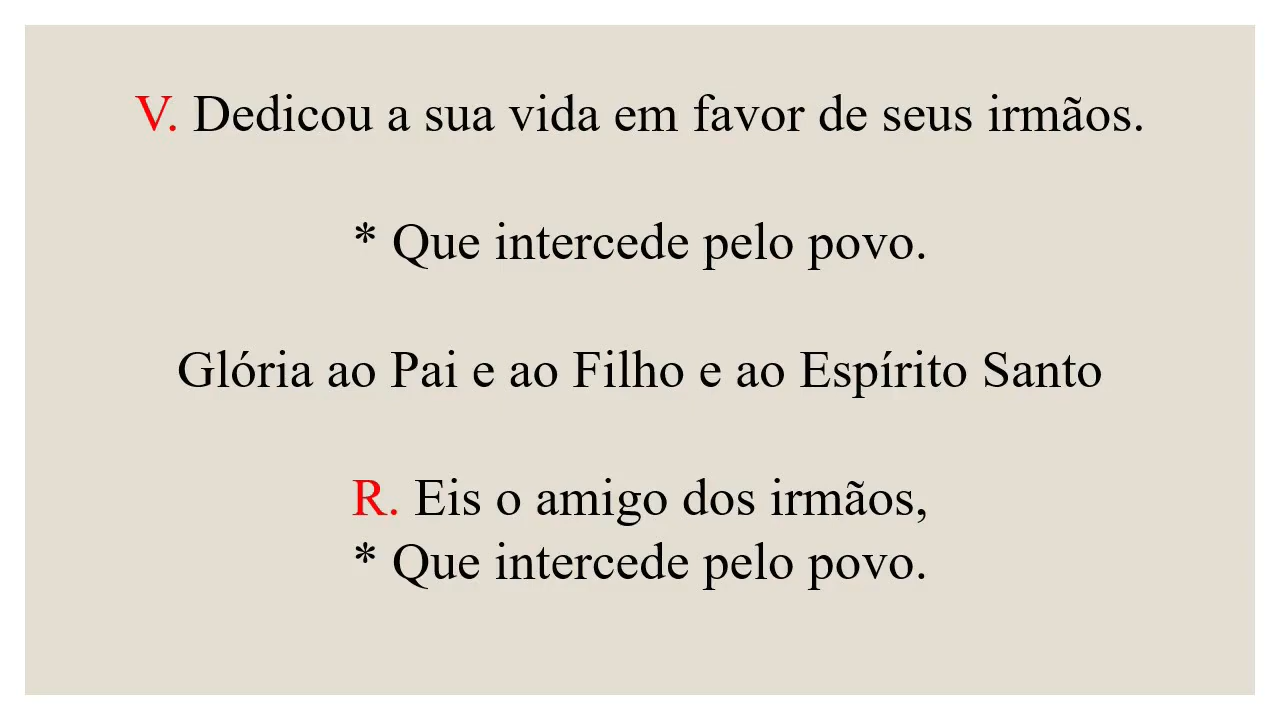 V. Dedicou a sua vida em favor de seus irmãos.
* Que intercede pelo povo.
Glória ao Pai e ao Filho e ao Espírito Santo
R. Eis o amigo dos irmãos,
* Que intercede pelo povo.